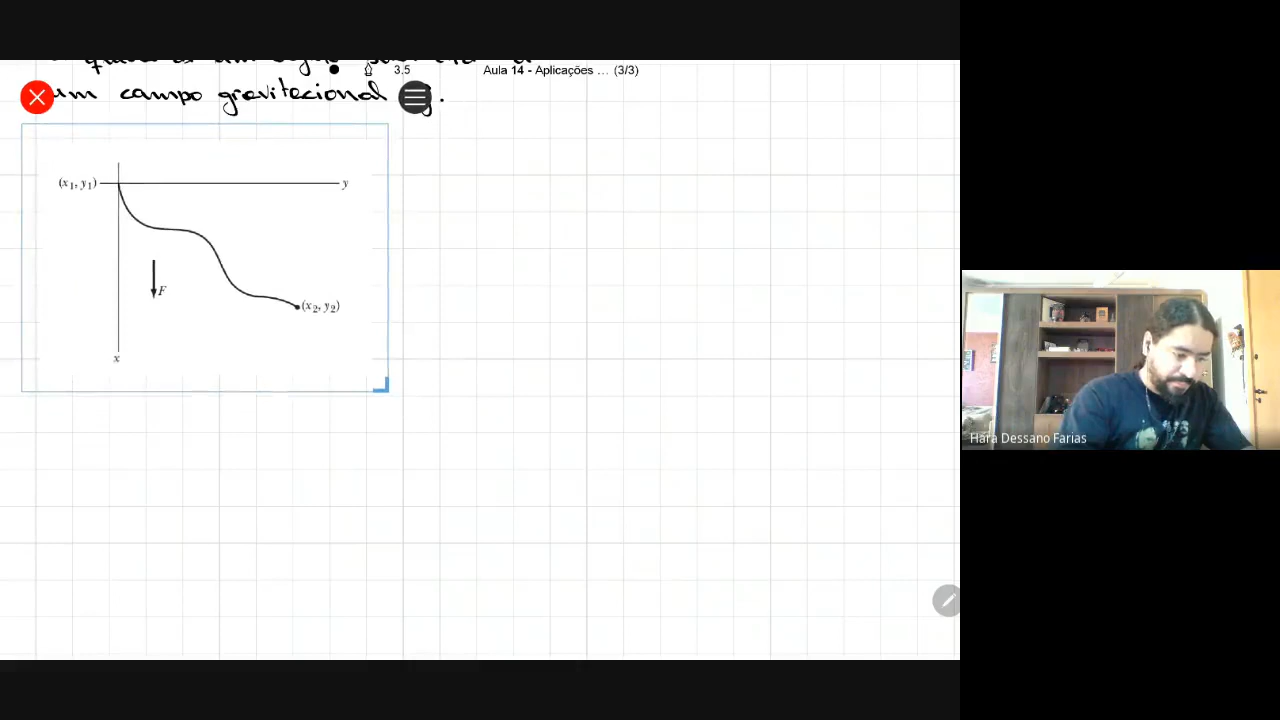 3.5 Aula 14 - Aplicações … (3/3)
um campo gravitacional g.
(x1, y1) y
F
(x2, y2)
x
Hara Dessano Farias